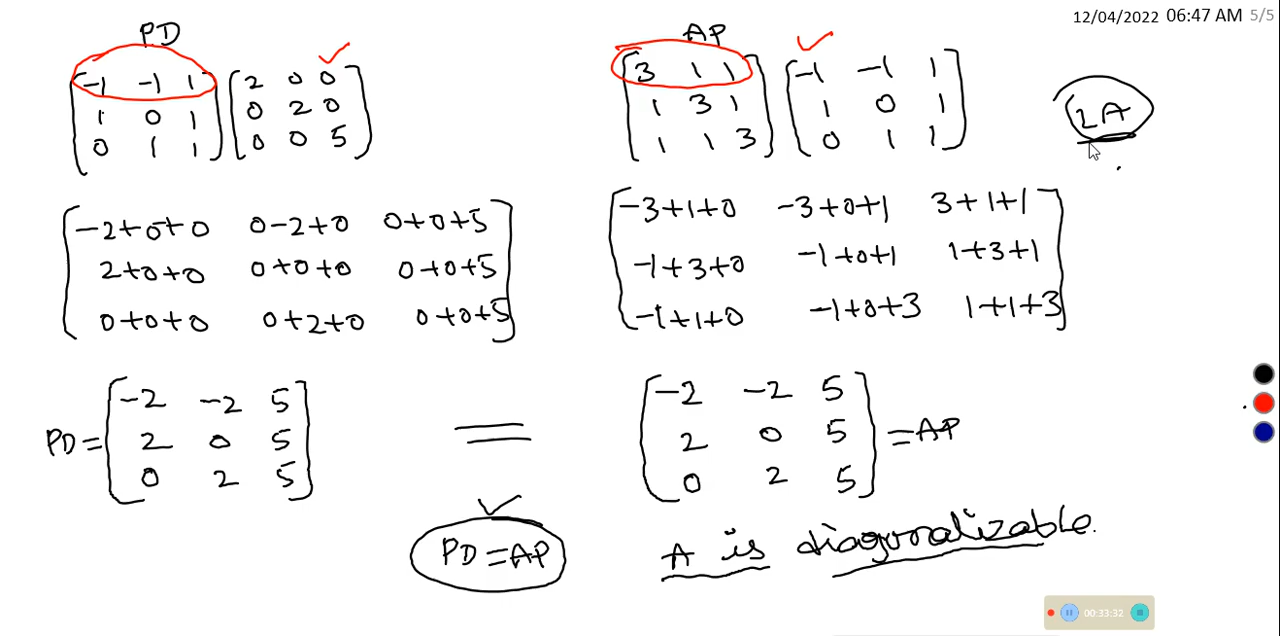 12/04/2022 06:47 AM 5/5
PD AP
[-1 -1 1] [2 0 0] [3 1 1] [-1 -1 1] LA
[1 0 1] [0 2 0] [1 3 1] [1 0 1]
[0 1 1] [0 0 5] [1 1 3] [0 1 1]
[-2+0+0 0-2+0 0+0+5] [-3+1+0 -3+0+1 3+1+1]
[2+0+0 0+0+0 0+0+5] [-1+3+0 -1+0+1 1+3+1]
[0+0+0 0+2+0 0+0+5] [-1+1+0 -1+0+3 1+1+3]
[-2 -2 5] [-2 -2 5]
PD = [2 0 5] = [2 0 5] = AP
[0 2 5] [0 2 5]
PD = AP A is diagonalizable.
00:33:32